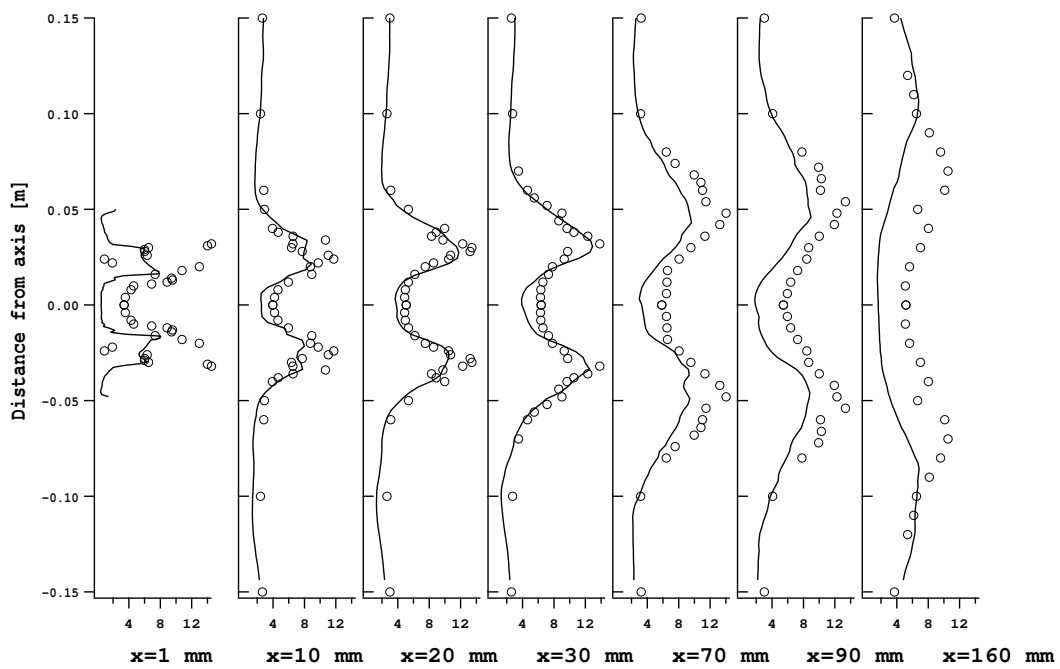 0.15
0.10
0.05
0.00
-0.05
-0.10
-0.15
Distance from axis [m]
4 8 12
4 8 12
4 8 12
4 8 12
4 8 12
4 8 12
4 8 12
x=1 mm
x=10 mm
x=20 mm
x=30 mm
x=70 mm
x=90 mm
x=160 mm